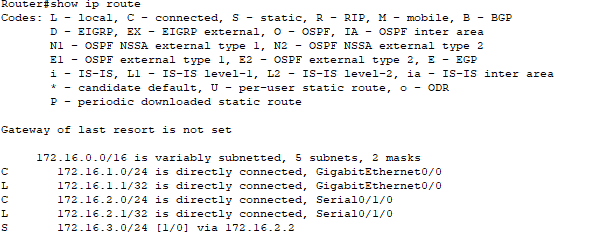 Router#show ip route
Codes: L - local, C - connected, S - static, R - RIP, M - mobile, B - BGP
       D - EIGRP, EX - EIGRP external, O - OSPF, IA - OSPF inter area
       N1 - OSPF NSSA external type 1, N2 - OSPF NSSA external type 2
       E1 - OSPF external type 1, E2 - OSPF external type 2, E - EGP
       i - IS-IS, L1 - IS-IS level-1, L2 - IS-IS level-2, ia - IS-IS inter area
       * - candidate default, U - per-user static route, o - ODR
       P - periodic downloaded static route
Gateway of last resort is not set
     172.16.0.0/16 is variably subnetted, 5 subnets, 2 masks
C       172.16.1.0/24 is directly connected, GigabitEthernet0/0
L       172.16.1.1/32 is directly connected, GigabitEthernet0/0
C       172.16.2.0/24 is directly connected, Serial0/1/0
L       172.16.2.1/32 is directly connected, Serial0/1/0
S       172.16.3.0/24 [1/0] via 172.16.2.2